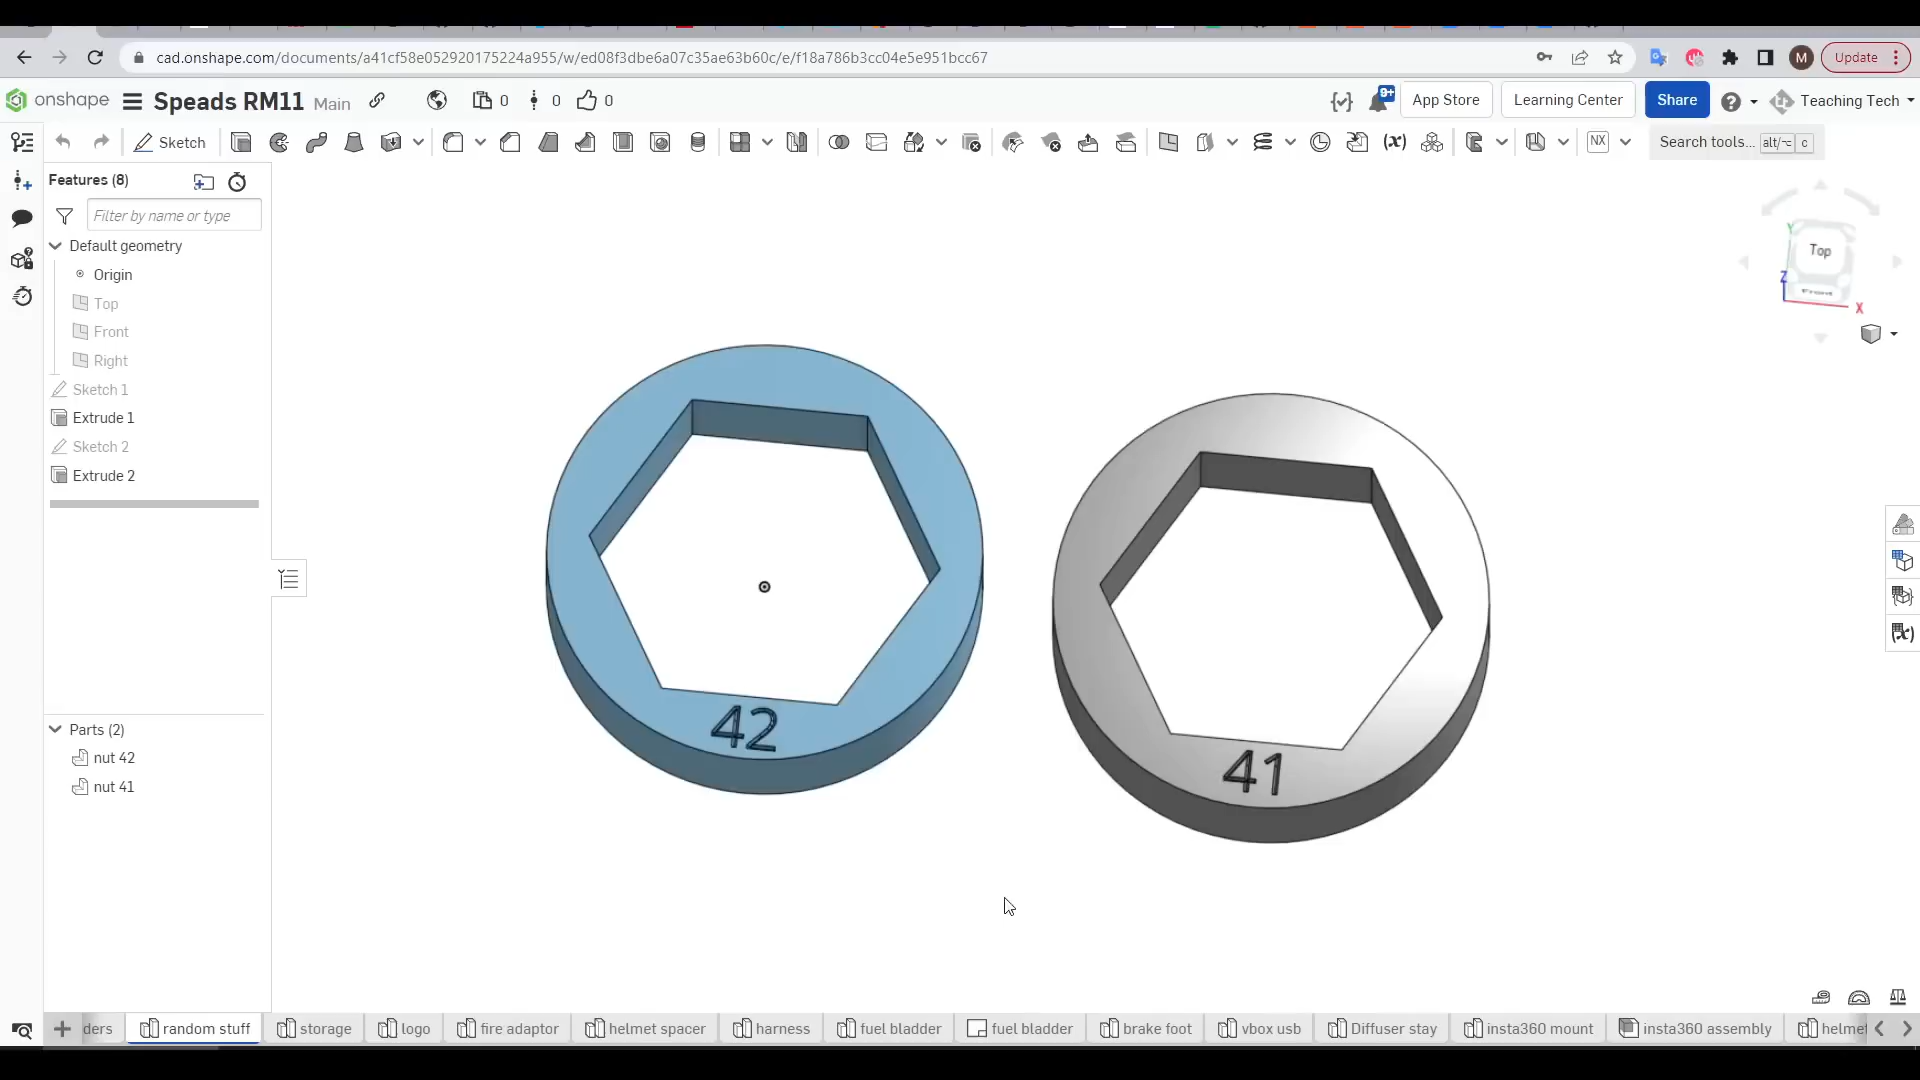 cad.onshape.com/documents/a41cf58e052920175224a955/w/ed08f3dbe6a07c35ae63b60c/e/f18a786b3cc04e5e951bcc67
M
Update
onshape
Speads RM11
Main
0
0
0
9+
App Store
Learning Center
Share
Teaching Tech
Sketch
(x)
NX
Search tools...
alt/⌥
c
Features (8)
Filter by name or type
Default geometry
Origin
Top
Front
Right
Sketch 1
Extrude 1
Sketch 2
Extrude 2
Y
Top
Z
Front
X
42
41
Parts (2)
nut 42
nut 41
ders
random stuff
storage
logo
fire adaptor
helmet spacer
harness
fuel bladder
fuel bladder
brake foot
vbox usb
Diffuser stay
insta360 mount
insta360 assembly
helmet